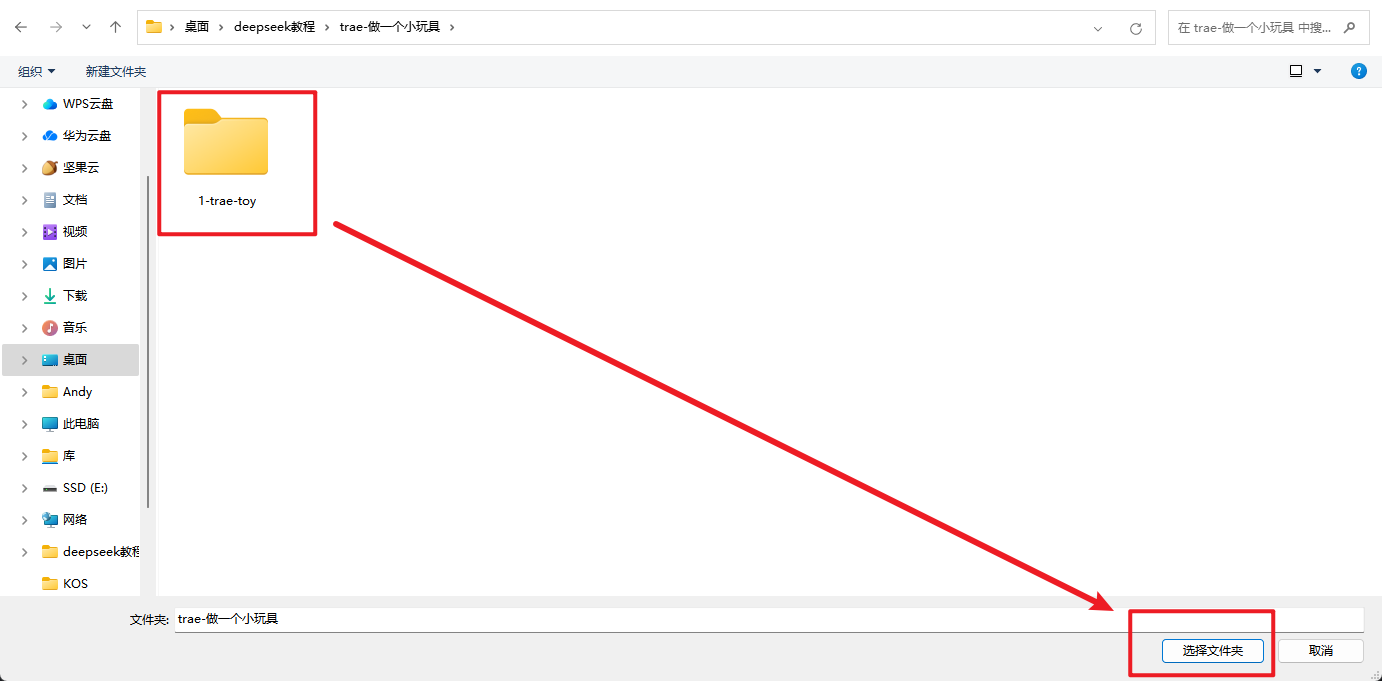 桌面 › deepseek教程 › trae-做一个小玩具 ›
在 trae-做一个小玩具 中搜...
组织
新建文件夹
?
WPS云盘
华为云盘
坚果云
文档
视频
图片
下载
音乐
桌面
Andy
此电脑
库
SSD (E:)
网络
deepseek教程
KOS
1-trae-toy
文件夹:
trae-做一个小玩具
选择文件夹
取消